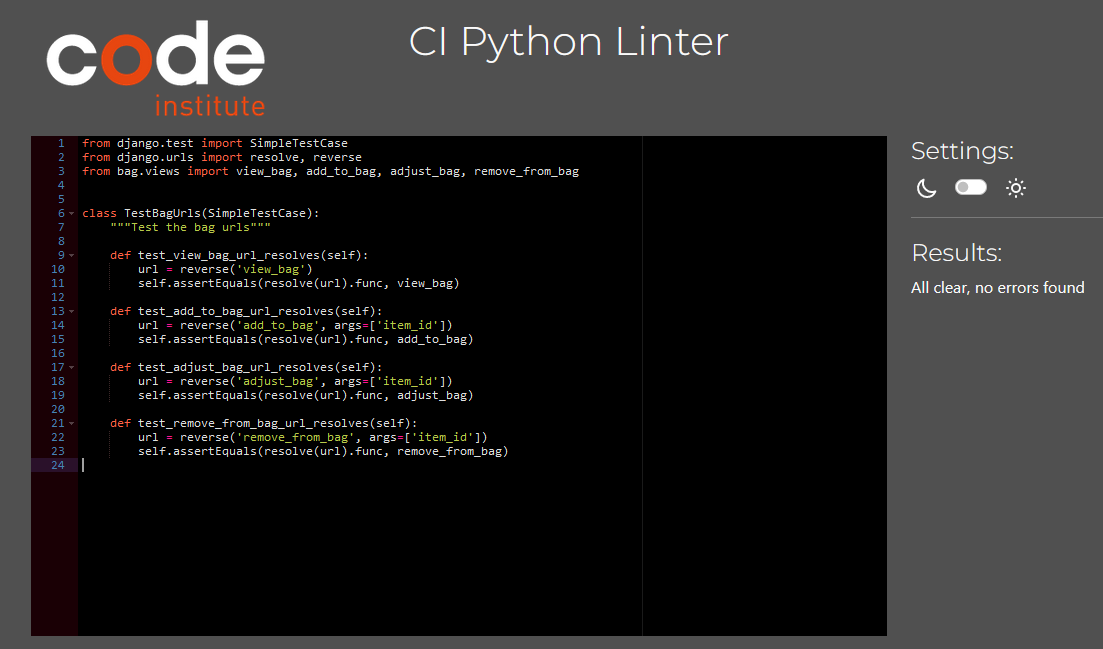 code
institute
CI Python Linter
1 from django.test import SimpleTestCase
2 from django.urls import resolve, reverse
3 from bag.views import view_bag, add_to_bag, adjust_bag, remove_from_bag
4
5
6 class TestBagUrls(SimpleTestCase):
7     """Test the bag urls"""
8
9     def test_view_bag_url_resolves(self):
10         url = reverse('view_bag')
11         self.assertEquals(resolve(url).func, view_bag)
12
13     def test_add_to_bag_url_resolves(self):
14         url = reverse('add_to_bag', args=['item_id'])
15         self.assertEquals(resolve(url).func, add_to_bag)
16
17     def test_adjust_bag_url_resolves(self):
18         url = reverse('adjust_bag', args=['item_id'])
19         self.assertEquals(resolve(url).func, adjust_bag)
20
21     def test_remove_from_bag_url_resolves(self):
22         url = reverse('remove_from_bag', args=['item_id'])
23         self.assertEquals(resolve(url).func, remove_from_bag)
24
Settings:
Results:
All clear, no errors found